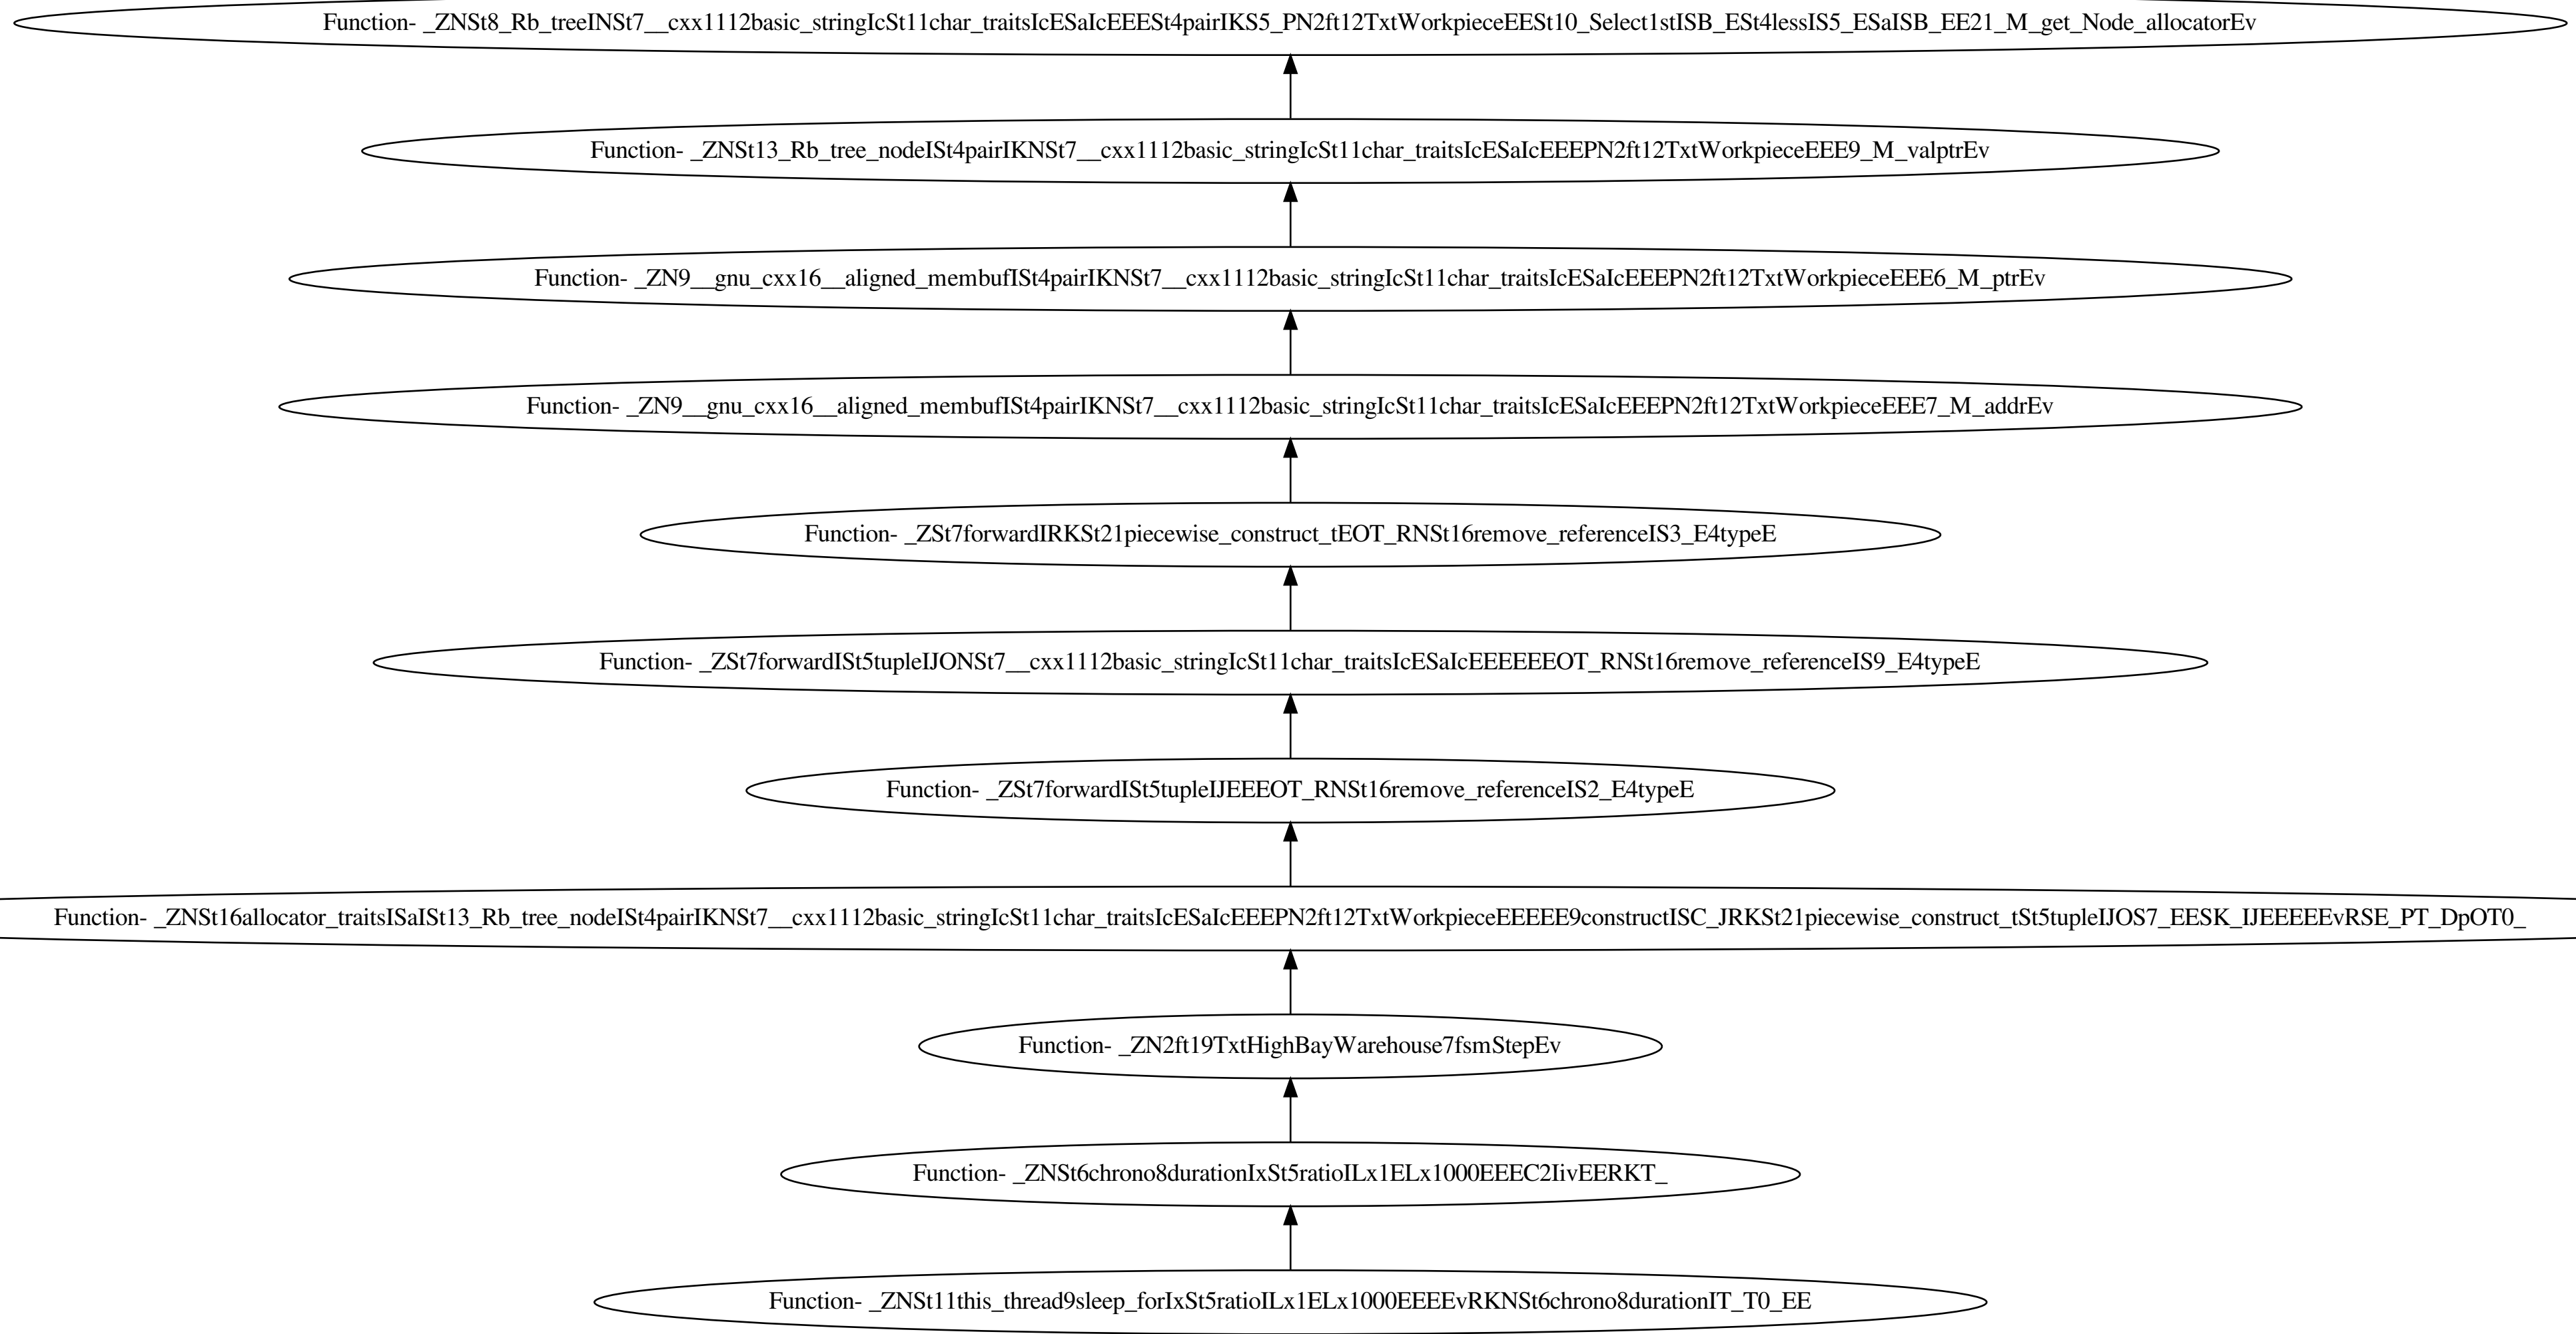 Function- _ZNSt8_Rb_treeINSt7__cxx1112basic_stringIcSt11char_traitsIcESaIcEEESt4pairIKS5_PN2ft12TxtWorkpieceEESt10_Select1stISB_ESt4lessIS5_ESaISB_EE21_M_get_Node_allocatorEv
Function- _ZNSt13_Rb_tree_nodeISt4pairIKNSt7__cxx1112basic_stringIcSt11char_traitsIcESaIcEEEPN2ft12TxtWorkpieceEEE9_M_valptrEv
Function- _ZN9__gnu_cxx16__aligned_membufISt4pairIKNSt7__cxx1112basic_stringIcSt11char_traitsIcESaIcEEEPN2ft12TxtWorkpieceEEE6_M_ptrEv
Function- _ZN9__gnu_cxx16__aligned_membufISt4pairIKNSt7__cxx1112basic_stringIcSt11char_traitsIcESaIcEEEPN2ft12TxtWorkpieceEEE7_M_addrEv
Function- _ZSt7forwardIRKSt21piecewise_construct_tEOT_RNSt16remove_referenceIS3_E4typeE
Function- _ZSt7forwardISt5tupleIJONSt7__cxx1112basic_stringIcSt11char_traitsIcESaIcEEEEEEOT_RNSt16remove_referenceIS9_E4typeE
Function- _ZSt7forwardISt5tupleIJEEEOT_RNSt16remove_referenceIS2_E4typeE
Function- _ZNSt16allocator_traitsISaISt13_Rb_tree_nodeISt4pairIKNSt7__cxx1112basic_stringIcSt11char_traitsIcESaIcEEEPN2ft12TxtWorkpieceEEEEE9constructISC_JRKSt21piecewise_construct_tSt5tupleIJOS7_EESK_IJEEEEEvRSE_PT_DpOT0_
Function- _ZN2ft19TxtHighBayWarehouse7fsmStepEv
Function- _ZNSt6chrono8durationIxSt5ratioILx1ELx1000EEEC2IivEERKT_
Function- _ZNSt11this_thread9sleep_forIxSt5ratioILx1ELx1000EEEEvRKNSt6chrono8durationIT_T0_EE